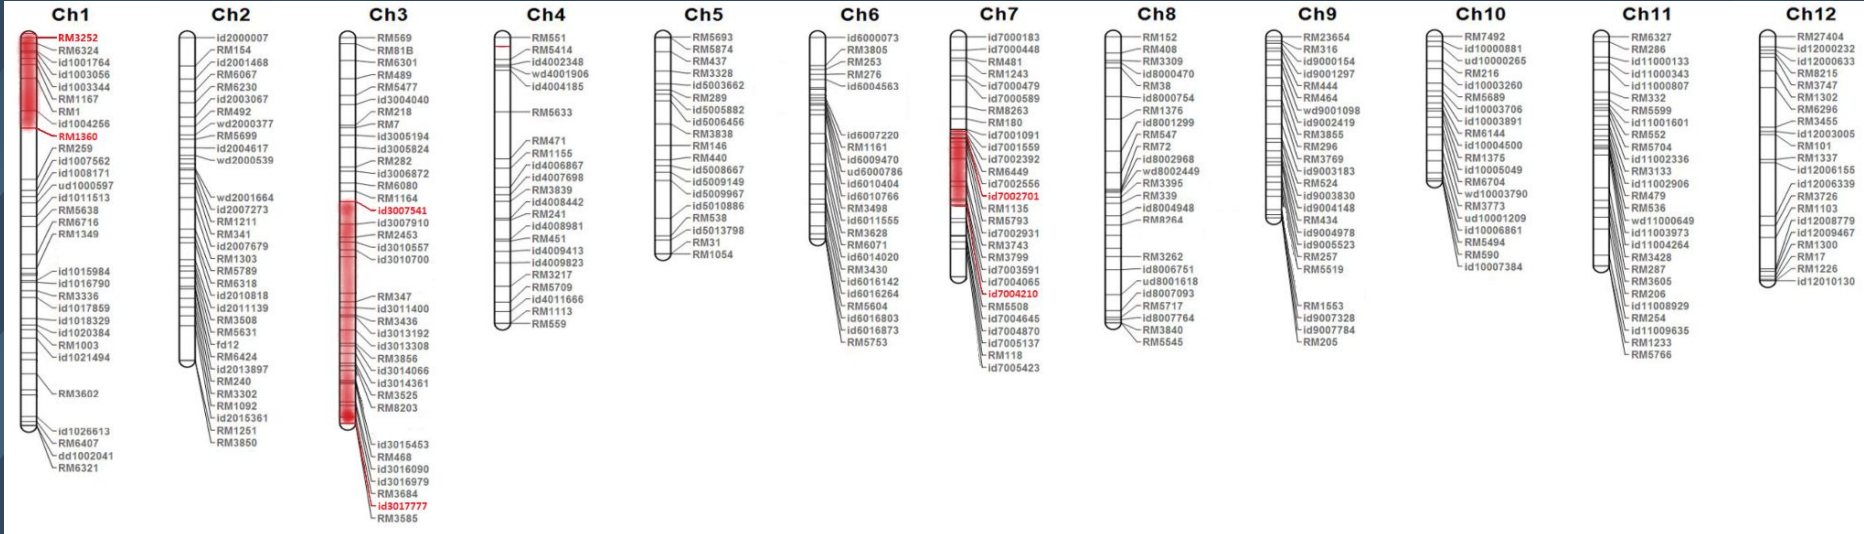 Ch1
RM3252
RM6324
id1001764
id1003056
id1003344
RM1167
RM1
id1004256
RM1360
RM259
id1007562
id1008171
ud1000597
id1011513
RM5638
RM6716
RM1349
id1015984
id1016790
RM3336
id1017859
id1018329
id1020384
RM1003
id1021494
RM3602
id1026613
RM6407
dd1002041
RM6321
Ch2
id2000007
RM154
id2001468
RM6067
RM6230
id2003067
RM492
wd2000377
RM5699
id2004617
wd2000539
wd2001664
id2007273
RM1211
RM341
id2007679
RM1303
RM5789
RM6318
id2010818
id2011139
RM3508
RM5631
fd12
RM6424
id2013897
RM240
RM3302
RM1092
id2015361
RM1251
RM3850
Ch3
RM569
RM81B
RM6301
RM489
RM5477
id3004040
RM218
RM7
id3005194
id3005824
RM282
id3006872
RM6080
RM1164
id3007541
id3007910
RM2453
id3010557
id3010700
RM347
id3011400
RM3436
id3013192
id3013308
RM3856
id3014066
id3014361
RM3525
RM8203
id3015453
RM468
id3016090
id3016979
RM3684
id3017777
RM3585
Ch4
RM551
RM5414
id4002348
wd4001906
id4004185
RM5633
RM471
RM1155
id4006867
id4007698
RM3839
id4008442
RM241
id4008981
RM451
id4009413
id4009823
RM3217
RM5709
id4011666
RM1113
RM559
Ch5
RM5693
RM5874
RM437
RM3328
id5003662
RM289
id5005882
id5006456
RM3838
RM146
RM440
id5008667
id5009149
id5009967
id5010886
RM538
id5013798
RM31
RM1054
Ch6
id6000073
RM3805
RM253
RM276
id6004563
id6007220
RM1161
id6009470
ud6000786
id6010404
id6010766
RM3498
id6011555
RM3628
RM6071
id6014020
RM3430
id6016142
id6016264
RM5604
id6016803
id6016873
RM5753
Ch7
id7000183
id7000448
RM481
RM1243
id7000479
id7000589
RM8263
RM180
id7001091
id7001559
id7002392
RM6449
id7002556
id7002701
RM1135
RM5793
id7002931
RM3743
RM3799
id7003591
id7004065
id7004210
RM5508
id7004645
id7004870
id7005137
RM118
id7005423
Ch8
RM152
RM408
RM3309
id8000470
RM38
id8000754
RM1376
id8001299
RM547
RM72
id8002968
wd8002449
RM3395
RM339
id8004948
RM8264
RM3262
id8006751
ud8001618
id8007093
RM5717
id8007764
RM3840
RM5545
Ch9
RM23654
RM316
id9000154
id9001297
RM444
RM464
wd9001098
id9002419
RM3855
RM296
RM3769
id9003183
RM524
id9003830
id9004148
RM434
id9004978
id9005523
RM257
RM5519
RM1553
id9007328
id9007784
RM205
Ch10
RM7492
id10000881
ud10000265
RM216
id10003260
RM5689
id10003706
id10003891
RM6144
id10004500
RM1375
id10005049
RM6704
wd10003790
RM3773
ud10001209
id10006861
RM5494
RM590
id10007384
Ch11
RM6327
RM286
id11000133
id11000343
id11000807
RM332
RM5599
id11001601
RM552
RM5704
id11002336
RM3133
id11002906
RM479
RM536
wd11000649
id11003973
id11004264
RM3428
RM287
RM3605
RM206
id11008929
RM254
id11009635
RM1233
RM5766
Ch12
RM27404
id12000232
id12000633
RM8215
RM3747
RM1302
RM6296
RM3455
id12003005
RM101
RM1337
id12006155
id12006339
RM3726
RM1103
id12008779
id12009467
RM1300
RM17
RM1226
id12010130